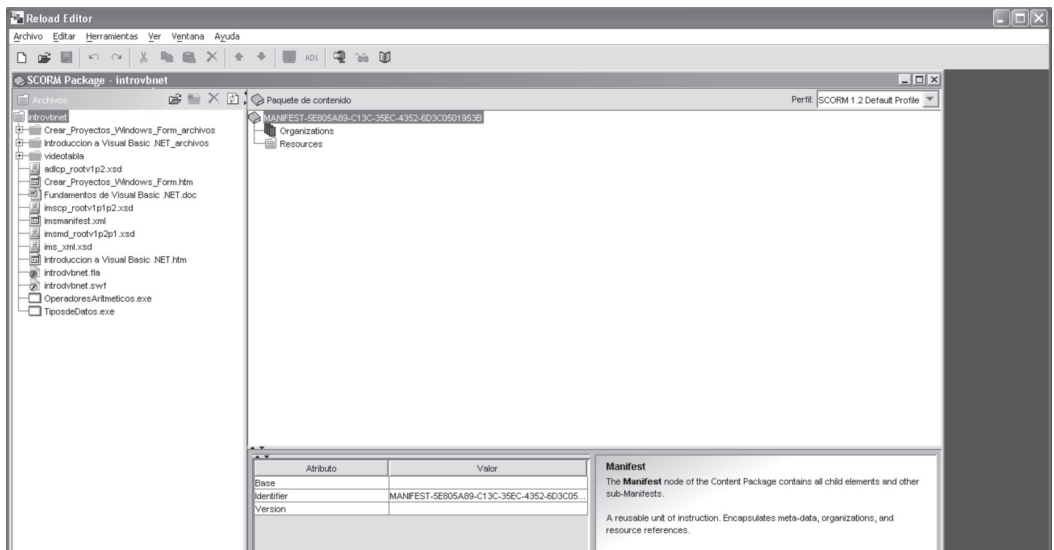 Reload Editor
Archivo Editar Herramientas Ver Ventana Ayuda
ADL
SCORM Package - introvbnet
Archivos
Paquete de contenido
Perfil: SCORM 1.2 Default Profile
introvbnet
Crear_Proyectos_Windows_Form_archivos
Introduccion a Visual Basic .NET_archivos
videotabla
adlcp_rootv1p2.xsd
Crear_Proyectos_Windows_Form.htm
Fundamentos de Visual Basic .NET.doc
imscp_rootv1p1p2.xsd
imsmanifest.xml
imsmd_rootv1p2p1.xsd
ims_xml.xsd
Introduccion a Visual Basic .NET.htm
introdvbnet.fla
introdvbnet.swf
OperadoresAritmeticos.exe
TiposdeDatos.exe
MANIFEST-5E805A89-C13C-35EC-4352-6D3C0501953B
Organizations
Resources
Atributo Valor
Base
Identifier MANIFEST-5E805A89-C13C-35EC-4352-6D3C05...
Version
Manifest
The Manifest node of the Content Package contains all child elements and other
sub-Manifests.
A reusable unit of instruction. Encapsulates meta-data, organizations, and
resource references.